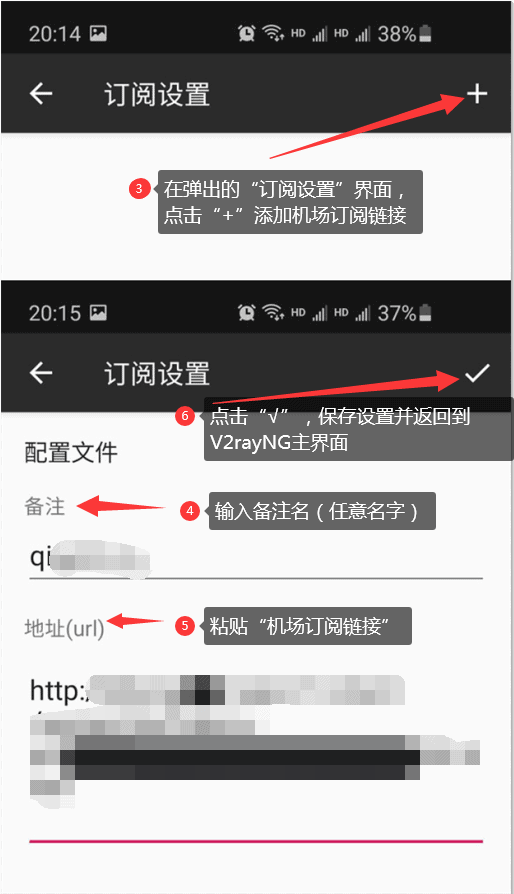 20:14 HD HD 38%
订阅设置
3 在弹出的“订阅设置”界面，
点击“+”添加机场订阅链接
20:15 HD HD 37%
订阅设置
6 点击“√”，保存设置并返回到
V2rayNG主界面
配置文件
备注
4 输入备注名（任意名字）
qi
地址(url)
5 粘贴“机场订阅链接”
http: